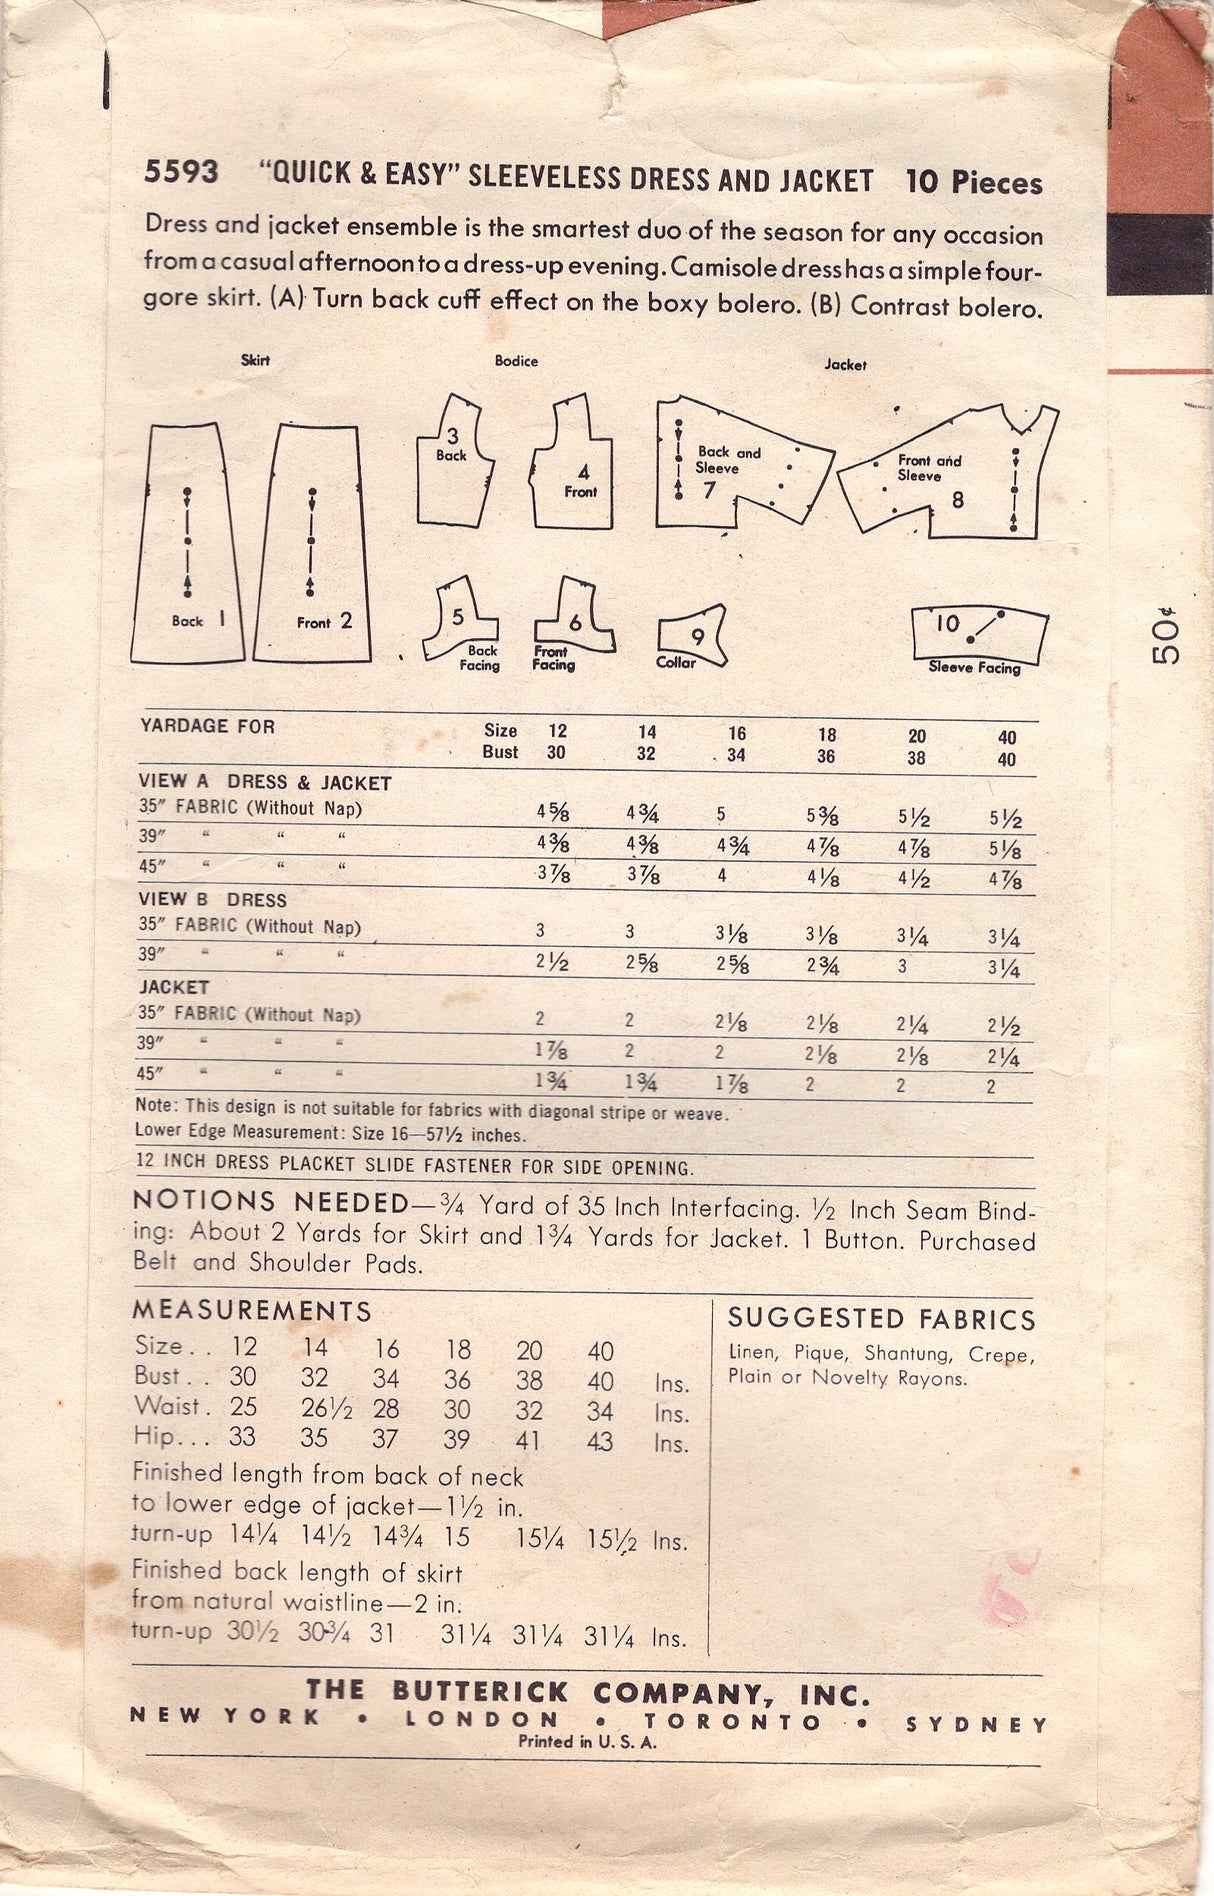 5593 "QUICK & EASY" SLEEVELESS DRESS AND JACKET 10 Pieces
Dress and jacket ensemble is the smartest duo of the season for any occasion
from a casual afternoon to a dress-up evening. Camisole dress has a simple four-
gore skirt. (A) Turn back cuff effect on the boxy bolero. (B) Contrast bolero.
Skirt Bodice Jacket
Back 1
Front 2
3
Back
4
Front
Back and
Sleeve
7
Front and
Sleeve
8
5
Back
Facing
6
Front
Facing
9
Collar
10
Sleeve Facing
50¢
YARDAGE FOR Size 12 14 16 18 20 40
Bust 30 32 34 36 38 40
VIEW A DRESS & JACKET
35" FABRIC (Without Nap) 4⅝ 4¾ 5 5⅜ 5½ 5½
39" " " " 4⅜ 4⅜ 4¾ 4⅞ 4⅞ 5⅛
45" " " " 3⅞ 3⅞ 4 4⅛ 4½ 4⅞
VIEW B DRESS
35" FABRIC (Without Nap) 3 3 3⅛ 3⅛ 3¼ 3¼
39" " " " 2½ 2⅝ 2⅝ 2¾ 3 3¼
JACKET
35" FABRIC (Without Nap) 2 2 2⅛ 2⅛ 2¼ 2½
39" " " " 1⅞ 2 2 2⅛ 2⅛ 2¼
45" " " " 1¾ 1¾ 1⅞ 2 2 2
Note: This design is not suitable for fabrics with diagonal stripe or weave.
Lower Edge Measurement: Size 16—57½ inches.
12 INCH DRESS PLACKET SLIDE FASTENER FOR SIDE OPENING.
NOTIONS NEEDED—¾ Yard of 35 Inch Interfacing. ½ Inch Seam Bind-
ing: About 2 Yards for Skirt and 1¾ Yards for Jacket. 1 Button. Purchased
Belt and Shoulder Pads.
MEASUREMENTS
Size. . 12 14 16 18 20 40
Bust. . 30 32 34 36 38 40 Ins.
Waist. 25 26½ 28 30 32 34 Ins.
Hip... 33 35 37 39 41 43 Ins.
Finished length from back of neck
to lower edge of jacket—1½ in.
turn-up 14¼ 14½ 14¾ 15 15¼ 15½ Ins.
Finished back length of skirt
from natural waistline—2 in.
turn-up 30½ 30¾ 31 31¼ 31¼ 31¼ Ins.
SUGGESTED FABRICS
Linen, Pique, Shantung, Crepe,
Plain or Novelty Rayons.
THE BUTTERICK COMPANY, INC.
NEW YORK • LONDON • TORONTO • SYDNEY
Printed in U. S. A.